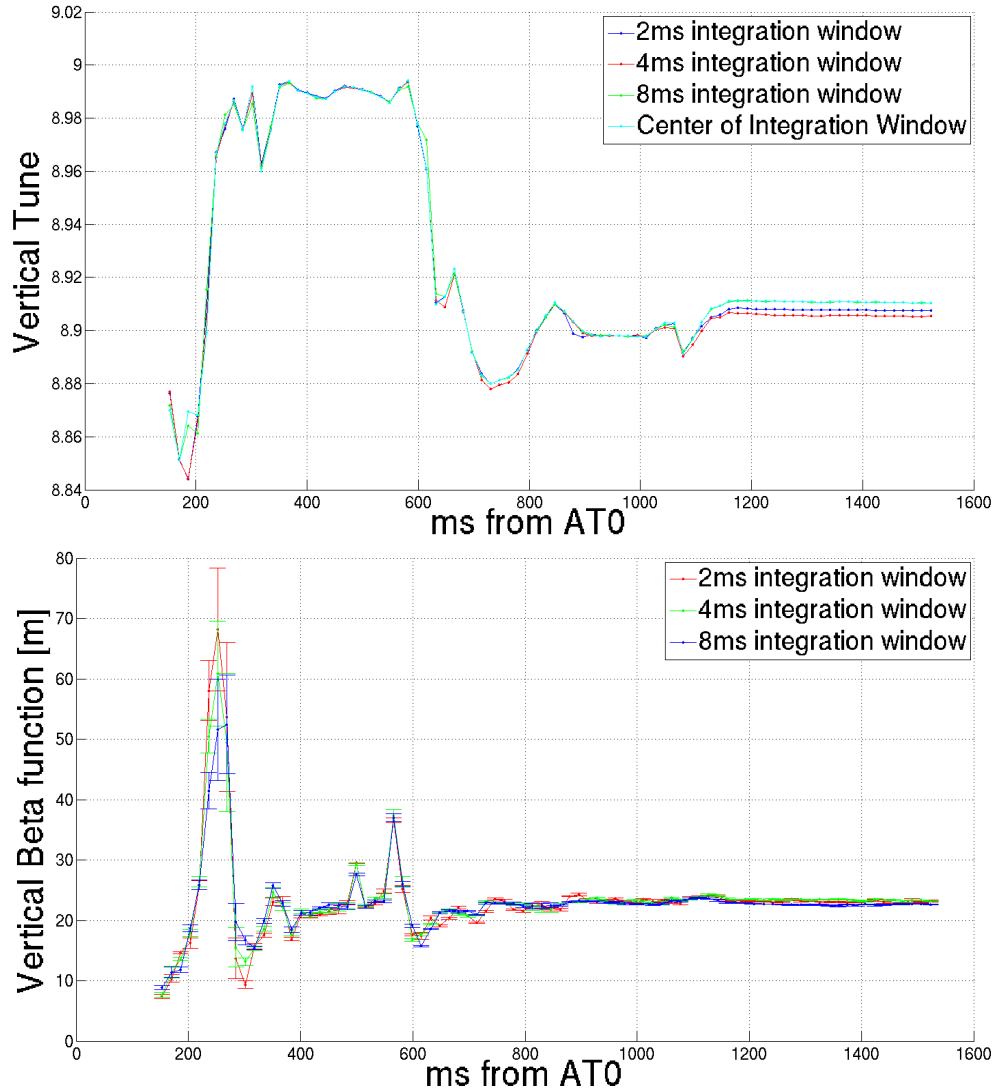 9.02
9
8.98
8.96
8.94
8.92
8.9
8.88
8.86
8.84
Vertical Tune
2ms integration window
4ms integration window
8ms integration window
Center of Integration Window
0 200 400 600 800 1000 1200 1400 1600
ms from AT0
80
70
60
50
40
30
20
10
0
Vertical Beta function [m]
2ms integration window
4ms integration window
8ms integration window
0 200 400 600 800 1000 1200 1400 1600
ms from AT0